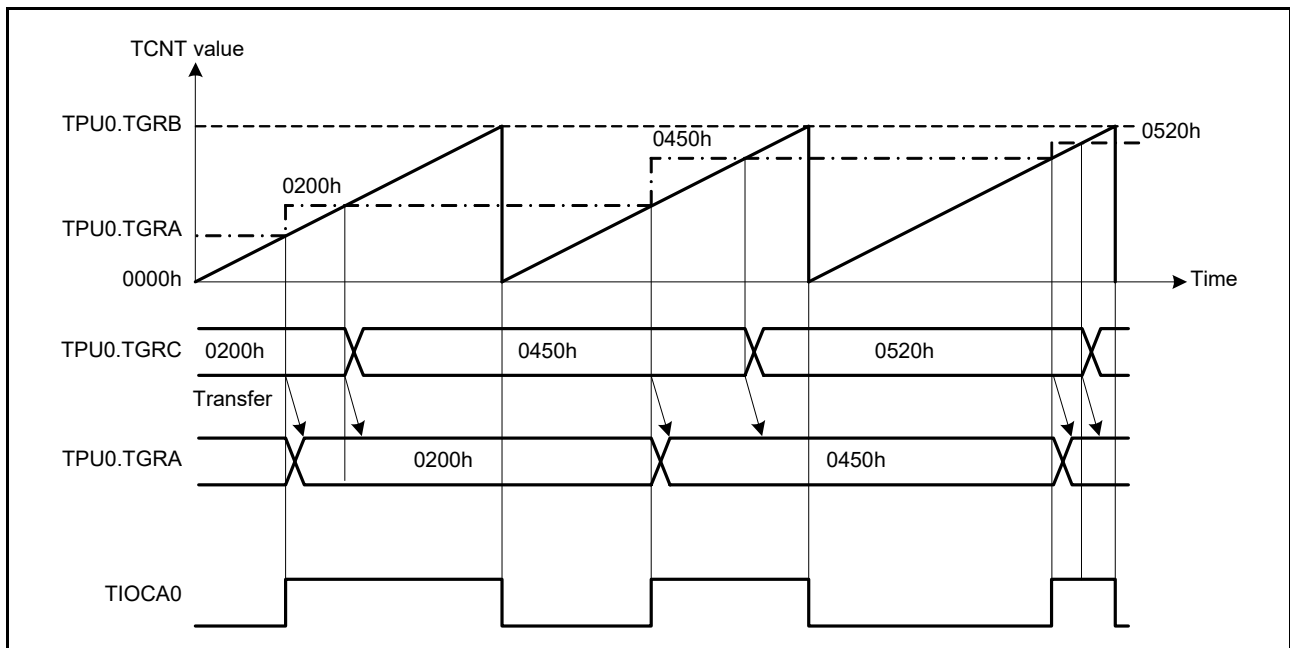 TCNT value
TPU0.TGRB
0450h
0520h
0200h
TPU0.TGRA
0000h
Time
TPU0.TGRC
0200h
0450h
0520h
Transfer
TPU0.TGRA
0200h
0450h
TIOCA0